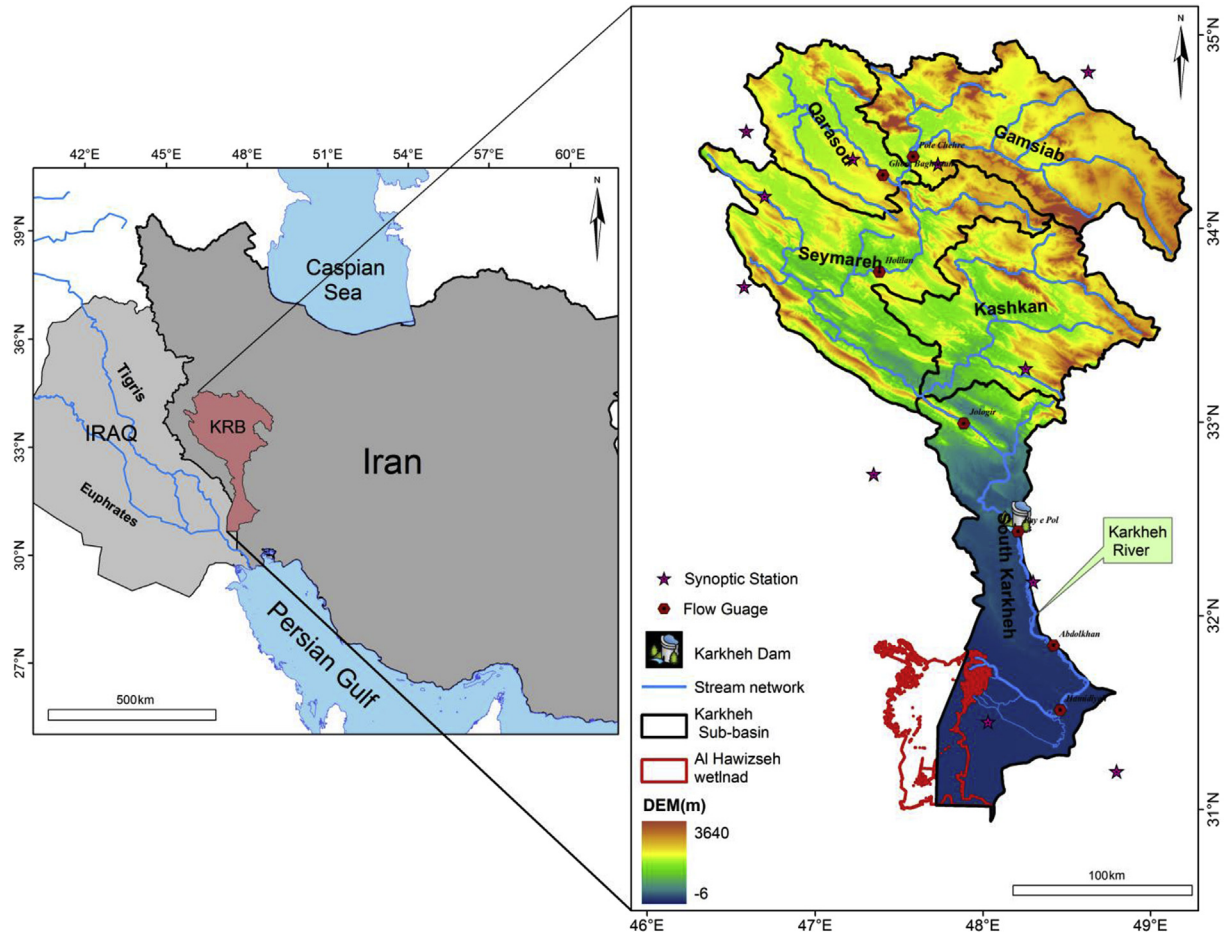 42°E
45°E
48°E
51°E
54°E
57°E
60°E
39°N
36°N
33°N
30°N
27°N
N
Caspian
Sea
Tigris
IRAQ
Euphrates
KRB
Iran
Persian Gulf
500km
N
35°N
34°N
33°N
32°N
31°N
Qarasou
Gamsiab
Pole Chehre
Seymareh
Holilan
Kashkan
Jologir
Pay e Pol
South Karkheh
Karkheh
River
Abdolkhan
Synoptic Station
Flow Guage
Karkheh Dam
Stream network
Karkheh
Sub-basin
Al Hawizseh
wetlnad
DEM(m)
3640
-6
100km
46°E
47°E
48°E
49°E